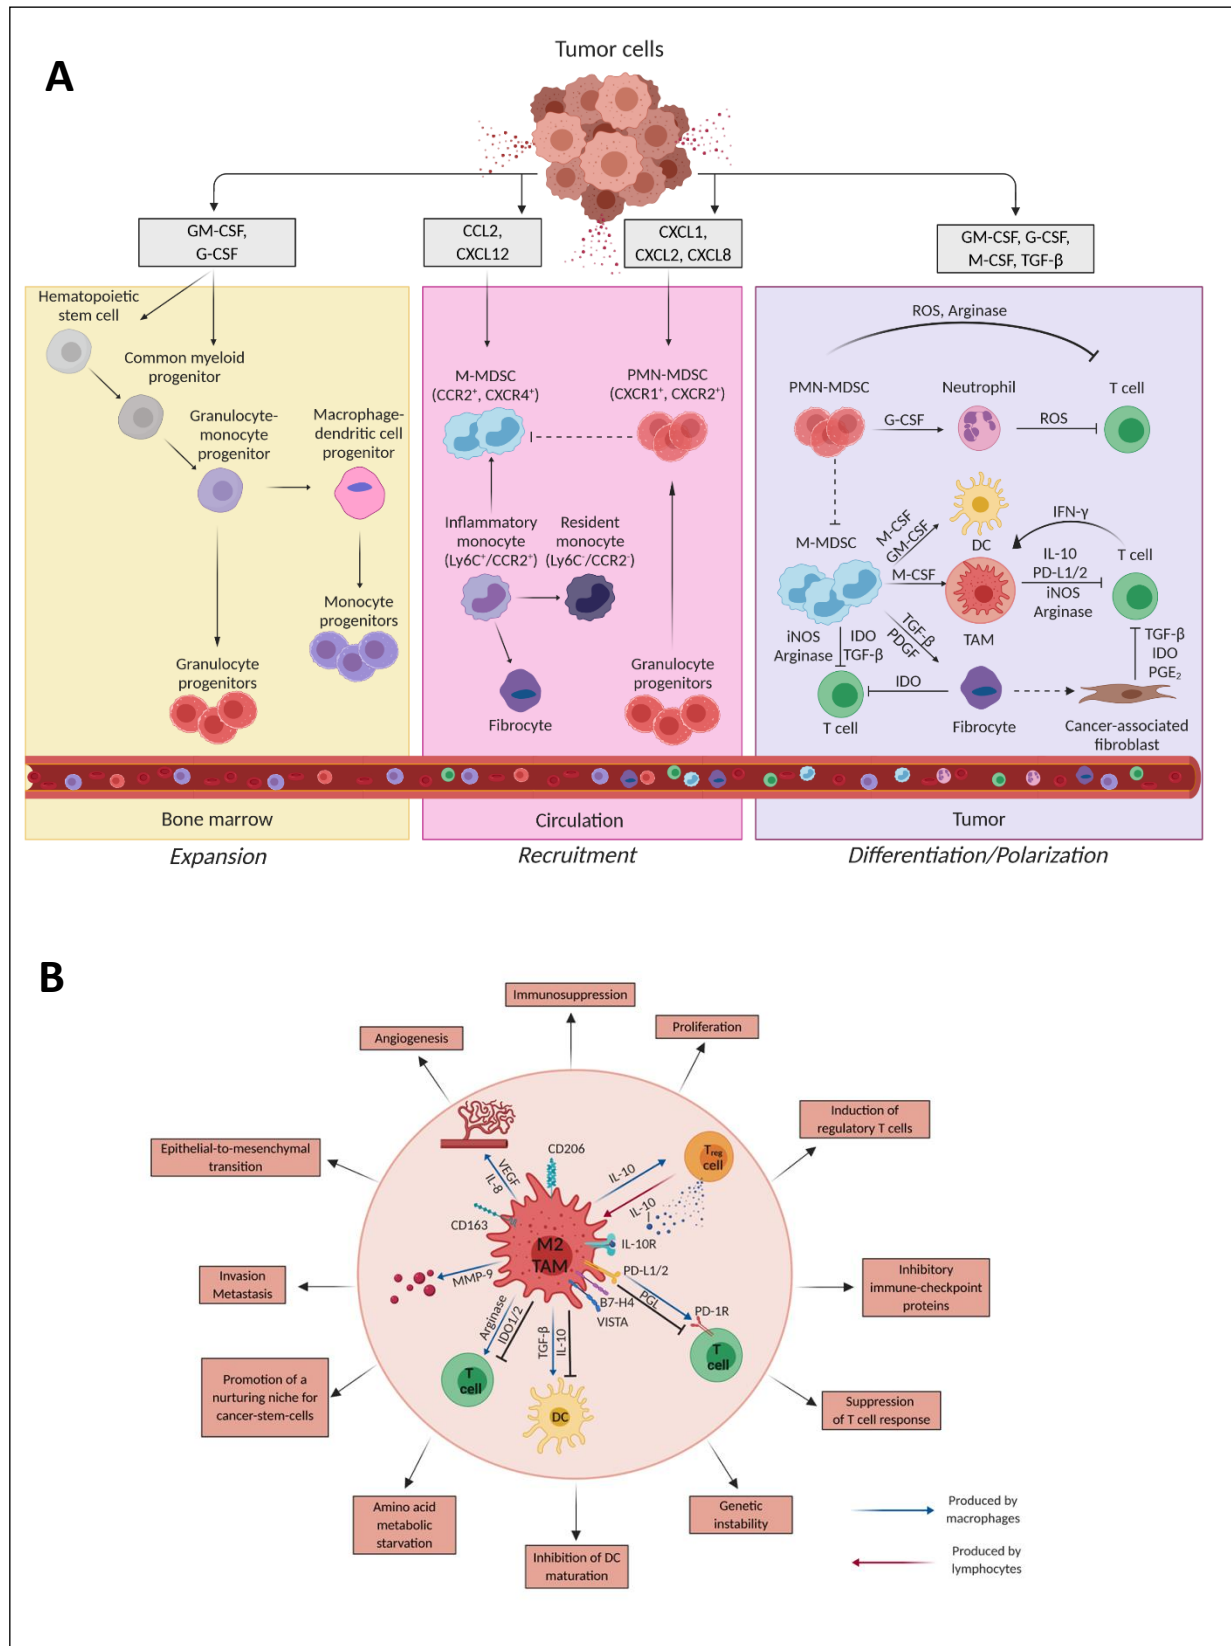 A
Tumor cells
GM-CSF,
G-CSF
CCL2,
CXCL12
CXCL1,
CXCL2, CXCL8
GM-CSF, G-CSF,
M-CSF, TGF-β
Hematopoietic
stem cell
Common myeloid
progenitor
Granulocyte-
monocyte
progenitor
Macrophage-
dendritic cell
progenitor
Monocyte
progenitors
Granulocyte
progenitors
Bone marrow
Expansion
M-MDSC
(CCR2⁺, CXCR4⁺)
PMN-MDSC
(CXCR1⁺, CXCR2⁺)
Inflammatory
monocyte
(Ly6C⁺/CCR2⁺)
Resident
monocyte
(Ly6C⁻/CCR2⁻)
Fibrocyte
Granulocyte
progenitors
Circulation
Recruitment
ROS, Arginase
PMN-MDSC
G-CSF
Neutrophil
ROS
T cell
M-MDSC
M-CSF
GM-CSF
DC
IFN-γ
M-CSF
TAM
IL-10
PD-L1/2
iNOS
Arginase
T cell
iNOS
Arginase
IDO
TGF-β
TGF-β
PDGF
TGF-β
IDO
PGE₂
T cell
IDO
Fibrocyte
Cancer-associated
fibroblast
Tumor
Differentiation/Polarization
B
Immunosuppression
Angiogenesis
Proliferation
Induction of
regulatory T cells
Epithelial-to-mesenchymal
transition
Invasion
Metastasis
Inhibitory
immune-checkpoint
proteins
Promotion of a
nurturing niche for
cancer-stem-cells
Suppression
of T cell response
Amino acid
metabolic
starvation
Inhibition of DC
maturation
Genetic
instability
VEGF
IL-8
CD206
IL-10
IL-10
Treg
cell
CD163
M2
TAM
IL-10R
MMP-9
PD-L1/2
PGL
B7-H4
VISTA
PD-1R
Arginase
IDO1/2
TGF-β
IL-10
T
cell
DC
T
cell
Produced by
macrophages
Produced by
lymphocytes